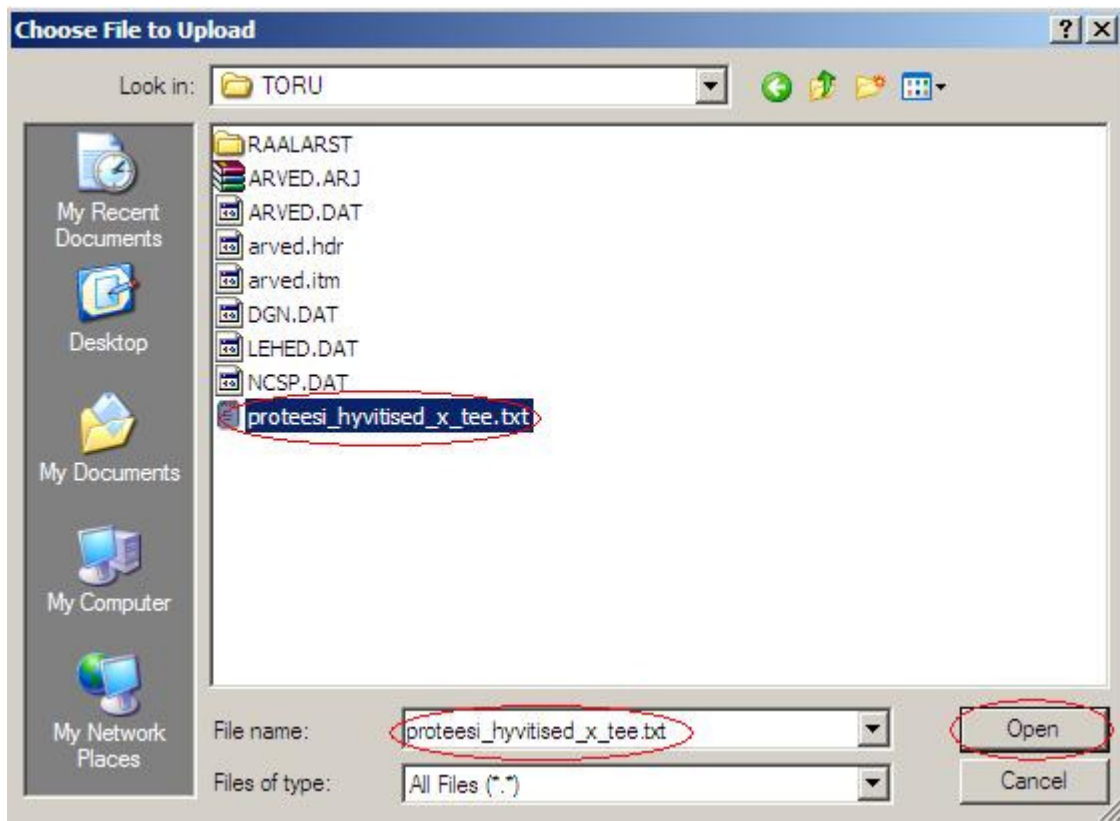 Choose File to Upload
Look in: TORU
RAALARST
ARVED.ARJ
ARVED.DAT
arved.hdr
arved.itm
DGN.DAT
LEHED.DAT
NCSP.DAT
proteesi_hyvitised_x_tee.txt
My Recent
Documents
Desktop
My Documents
My Computer
My Network
Places
File name: proteesi_hyvitised_x_tee.txt Open
Files of type: All Files (*.*) Cancel